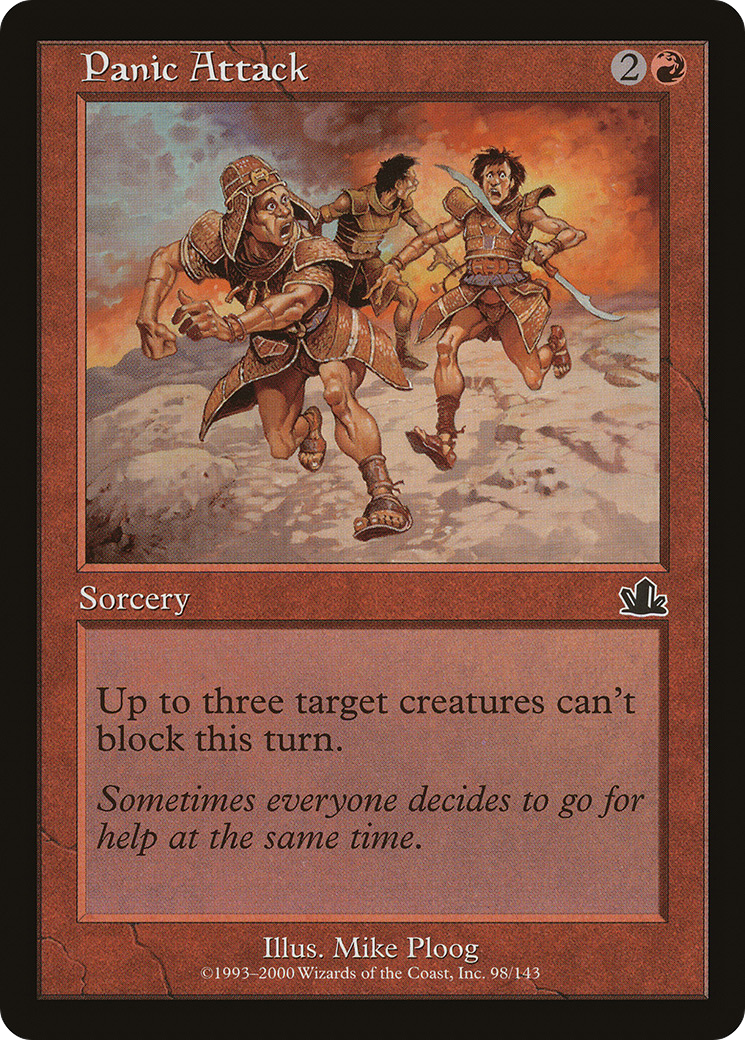 Panic Attack
2
Sorcery
Up to three target creatures can't
block this turn.
Sometimes everyone decides to go for
help at the same time.
Illus. Mike Ploog
©1993–2000 Wizards of the Coast, Inc. 98/143